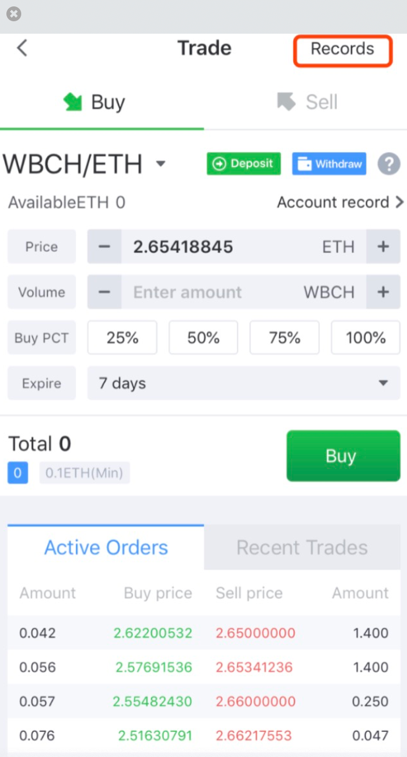 Trade Records
Buy Sell
WBCH/ETH Deposit Withdraw ?
AvailableETH 0 Account record >
Price − 2.65418845 ETH +
Volume − Enter amount WBCH +
Buy PCT 25% 50% 75% 100%
Expire 7 days
Total 0
0 0.1ETH(Min) Buy
Active Orders Recent Trades
Amount Buy price Sell price Amount
0.042 2.62200532 2.65000000 1.400
0.056 2.57691536 2.65341236 1.400
0.057 2.55482430 2.66000000 0.250
0.076 2.51630791 2.66217553 0.047